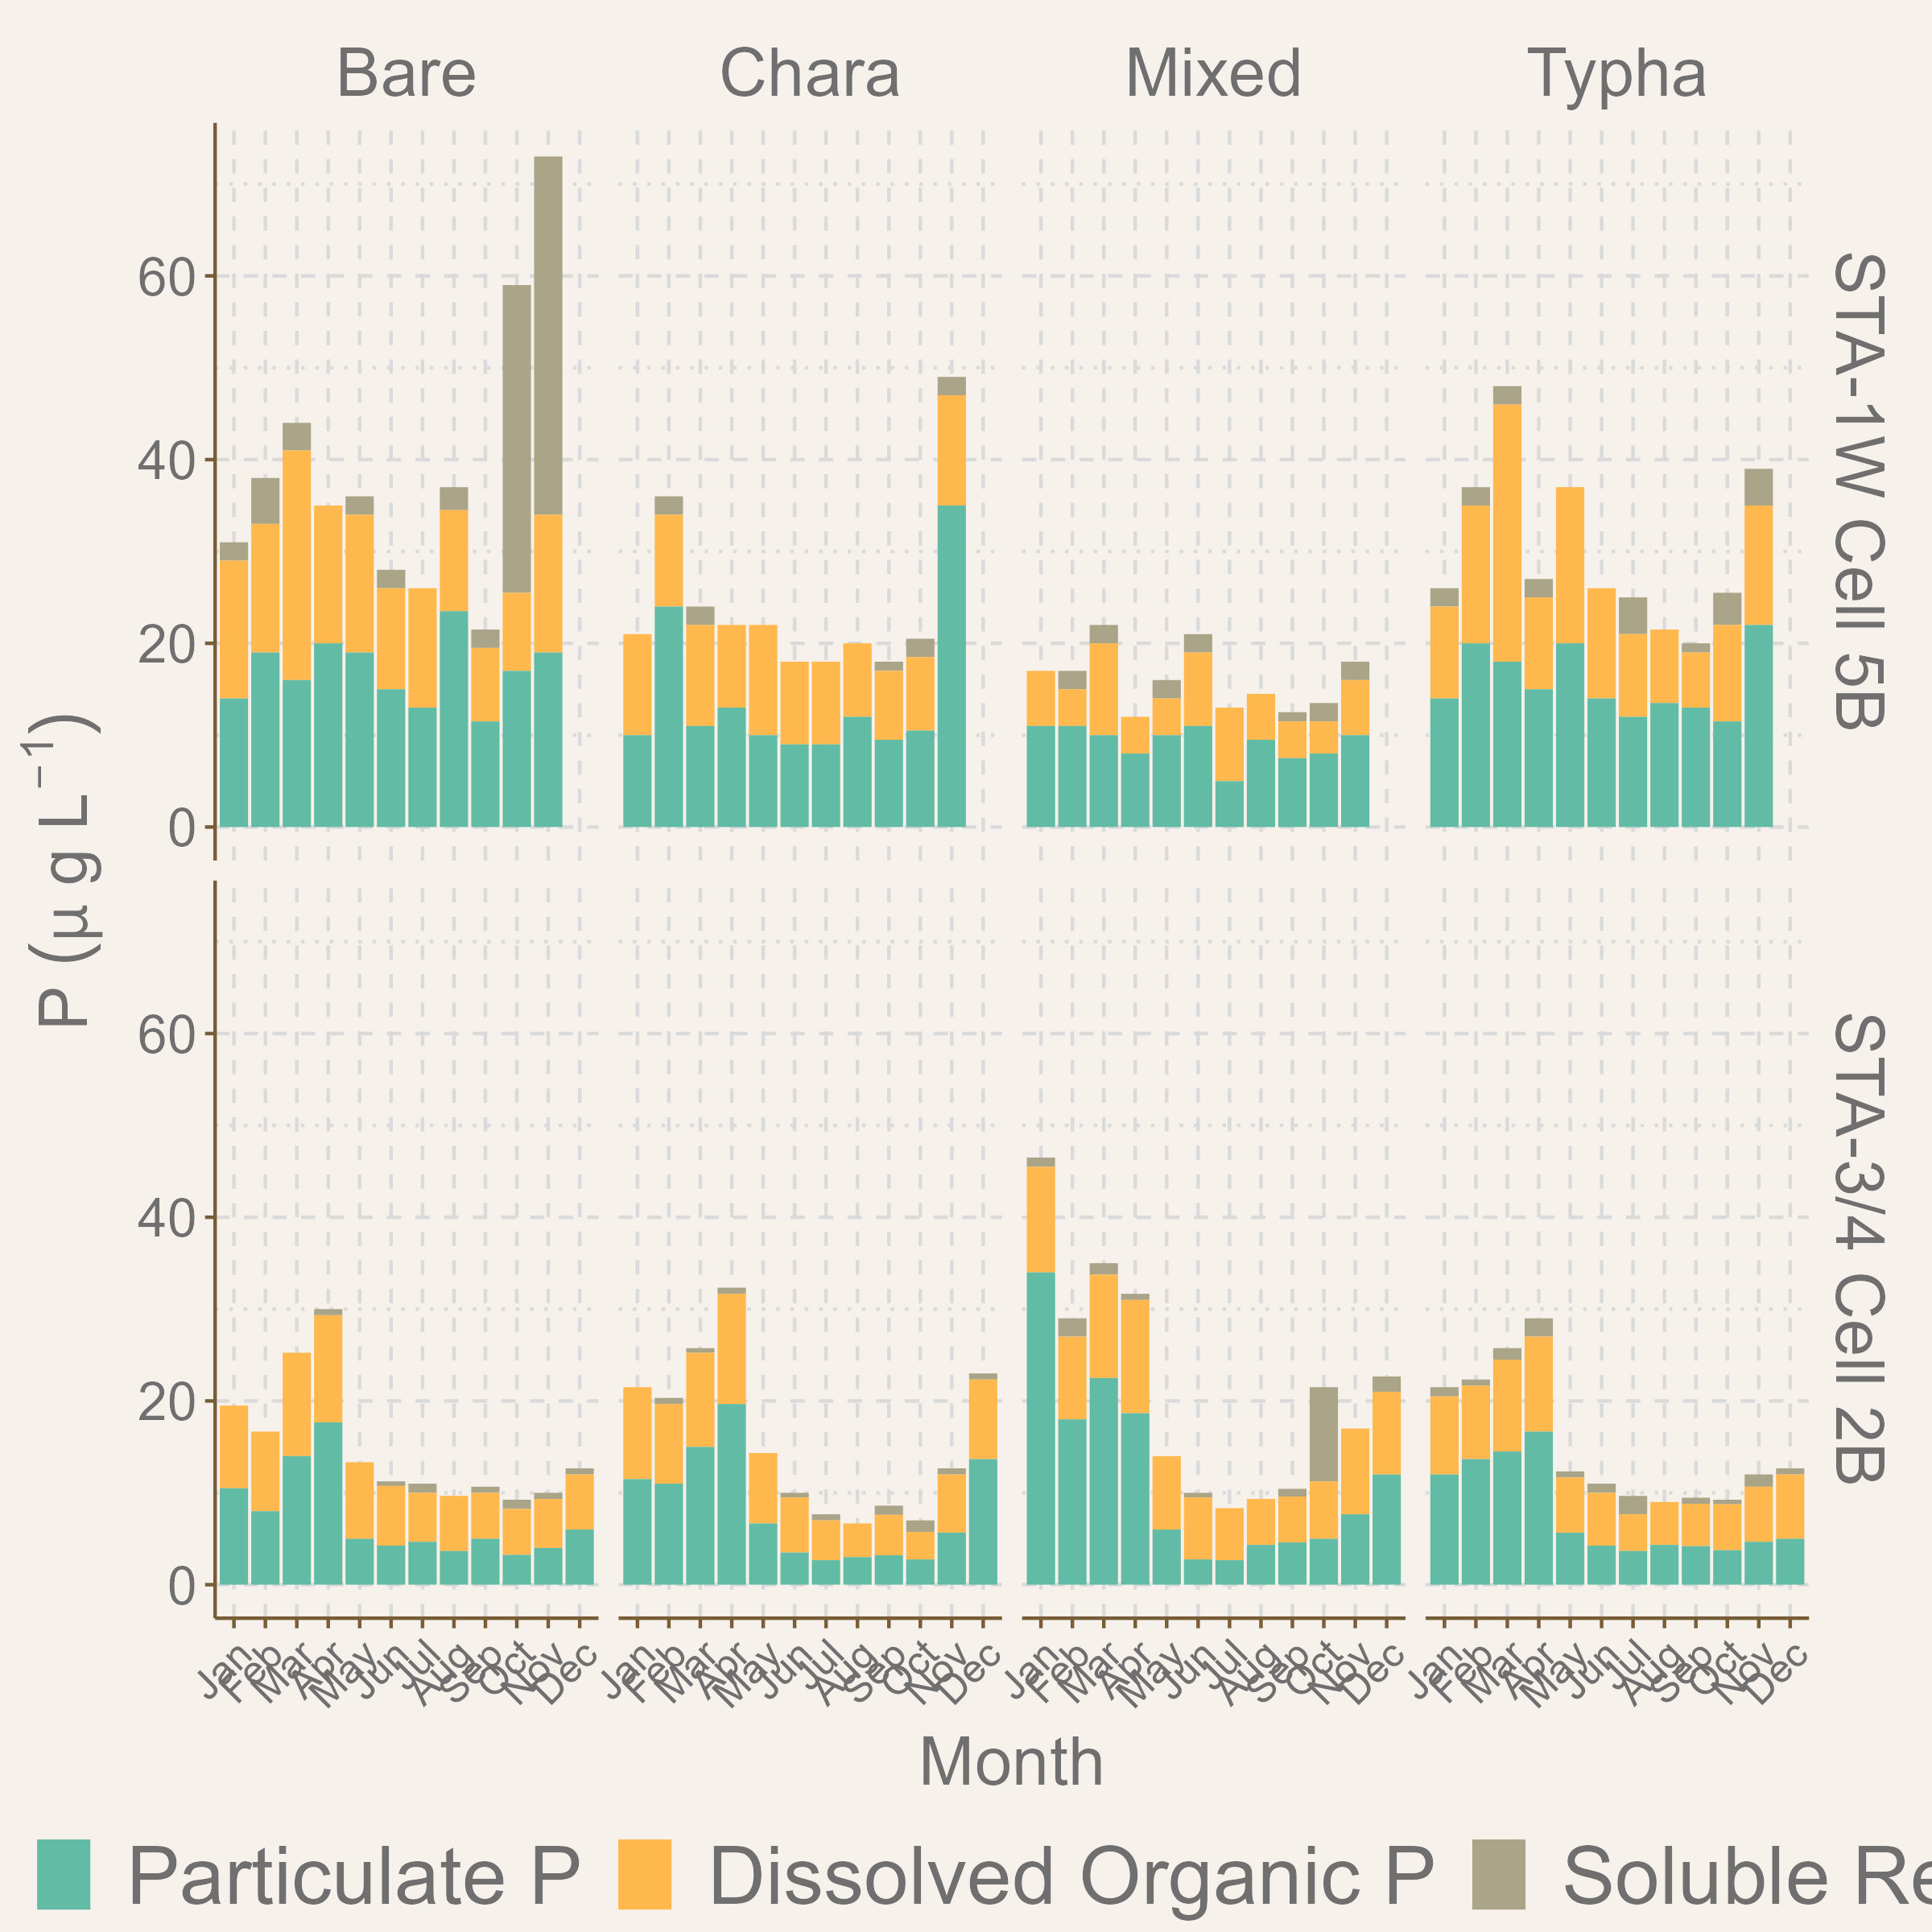 Bare Chara Mixed Typha
60
40
20
0
STA-1W Cell 5B
P (µ g L⁻¹)
60
40
20
0
STA-3/4 Cell 2B
Jan Feb Mar Apr May Jun Jul Aug Sep Oct Nov Dec Jan Feb Mar Apr May Jun Jul Aug Sep Oct Nov Dec Jan Feb Mar Apr May Jun Jul Aug Sep Oct Nov Dec Jan Feb Mar Apr May Jun Jul Aug Sep Oct Nov Dec
Month
Particulate P Dissolved Organic P Soluble Re